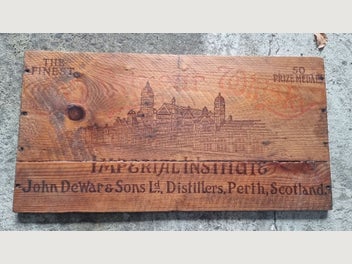 THE
FINEST
50
PRIZE MEDALS
IMPERIAL INSTITUTE
John Dewar & Sons Ld, Distillers, Perth, Scotland.